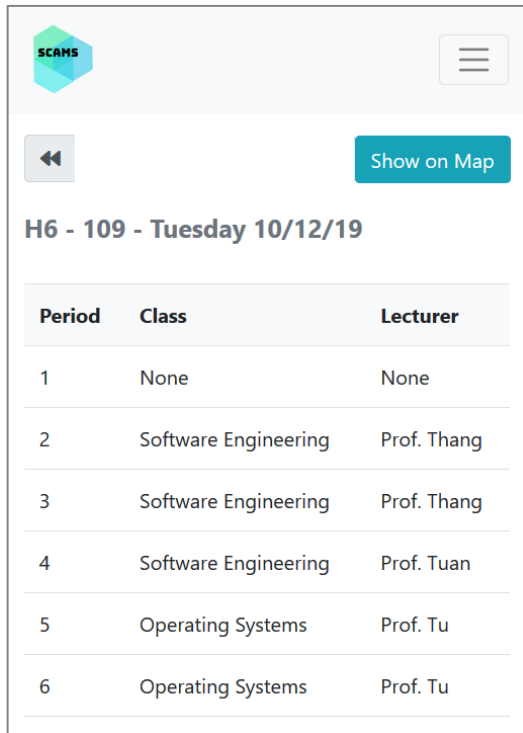 SCAMS
Show on Map
H6 - 109 - Tuesday 10/12/19
Period Class Lecturer
1 None None
2 Software Engineering Prof. Thang
3 Software Engineering Prof. Thang
4 Software Engineering Prof. Tuan
5 Operating Systems Prof. Tu
6 Operating Systems Prof. Tu